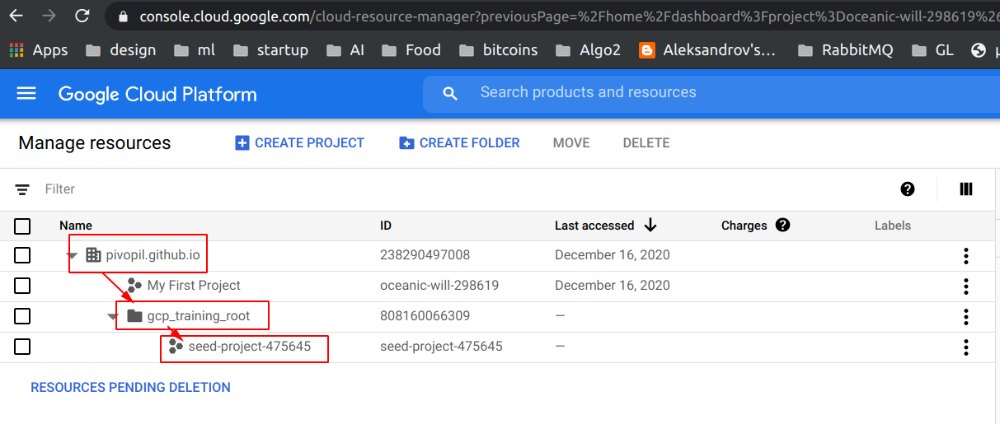 console.cloud.google.com/cloud-resource-manager?previousPage=%2Fhome%2Fdashboard%3Fproject%3Doceanic-will-298619%26
Apps design ml startup AI Food bitcoins Algo2 Aleksandrov's... RabbitMQ GL
Google Cloud Platform Search products and resources
Manage resources CREATE PROJECT CREATE FOLDER MOVE DELETE
Filter
Name ID Last accessed Charges Labels
pivopil.github.io 238290497008 December 16, 2020
My First Project oceanic-will-298619 December 16, 2020
gcp_training_root 808160066309 —
seed-project-475645 seed-project-475645 —
RESOURCES PENDING DELETION